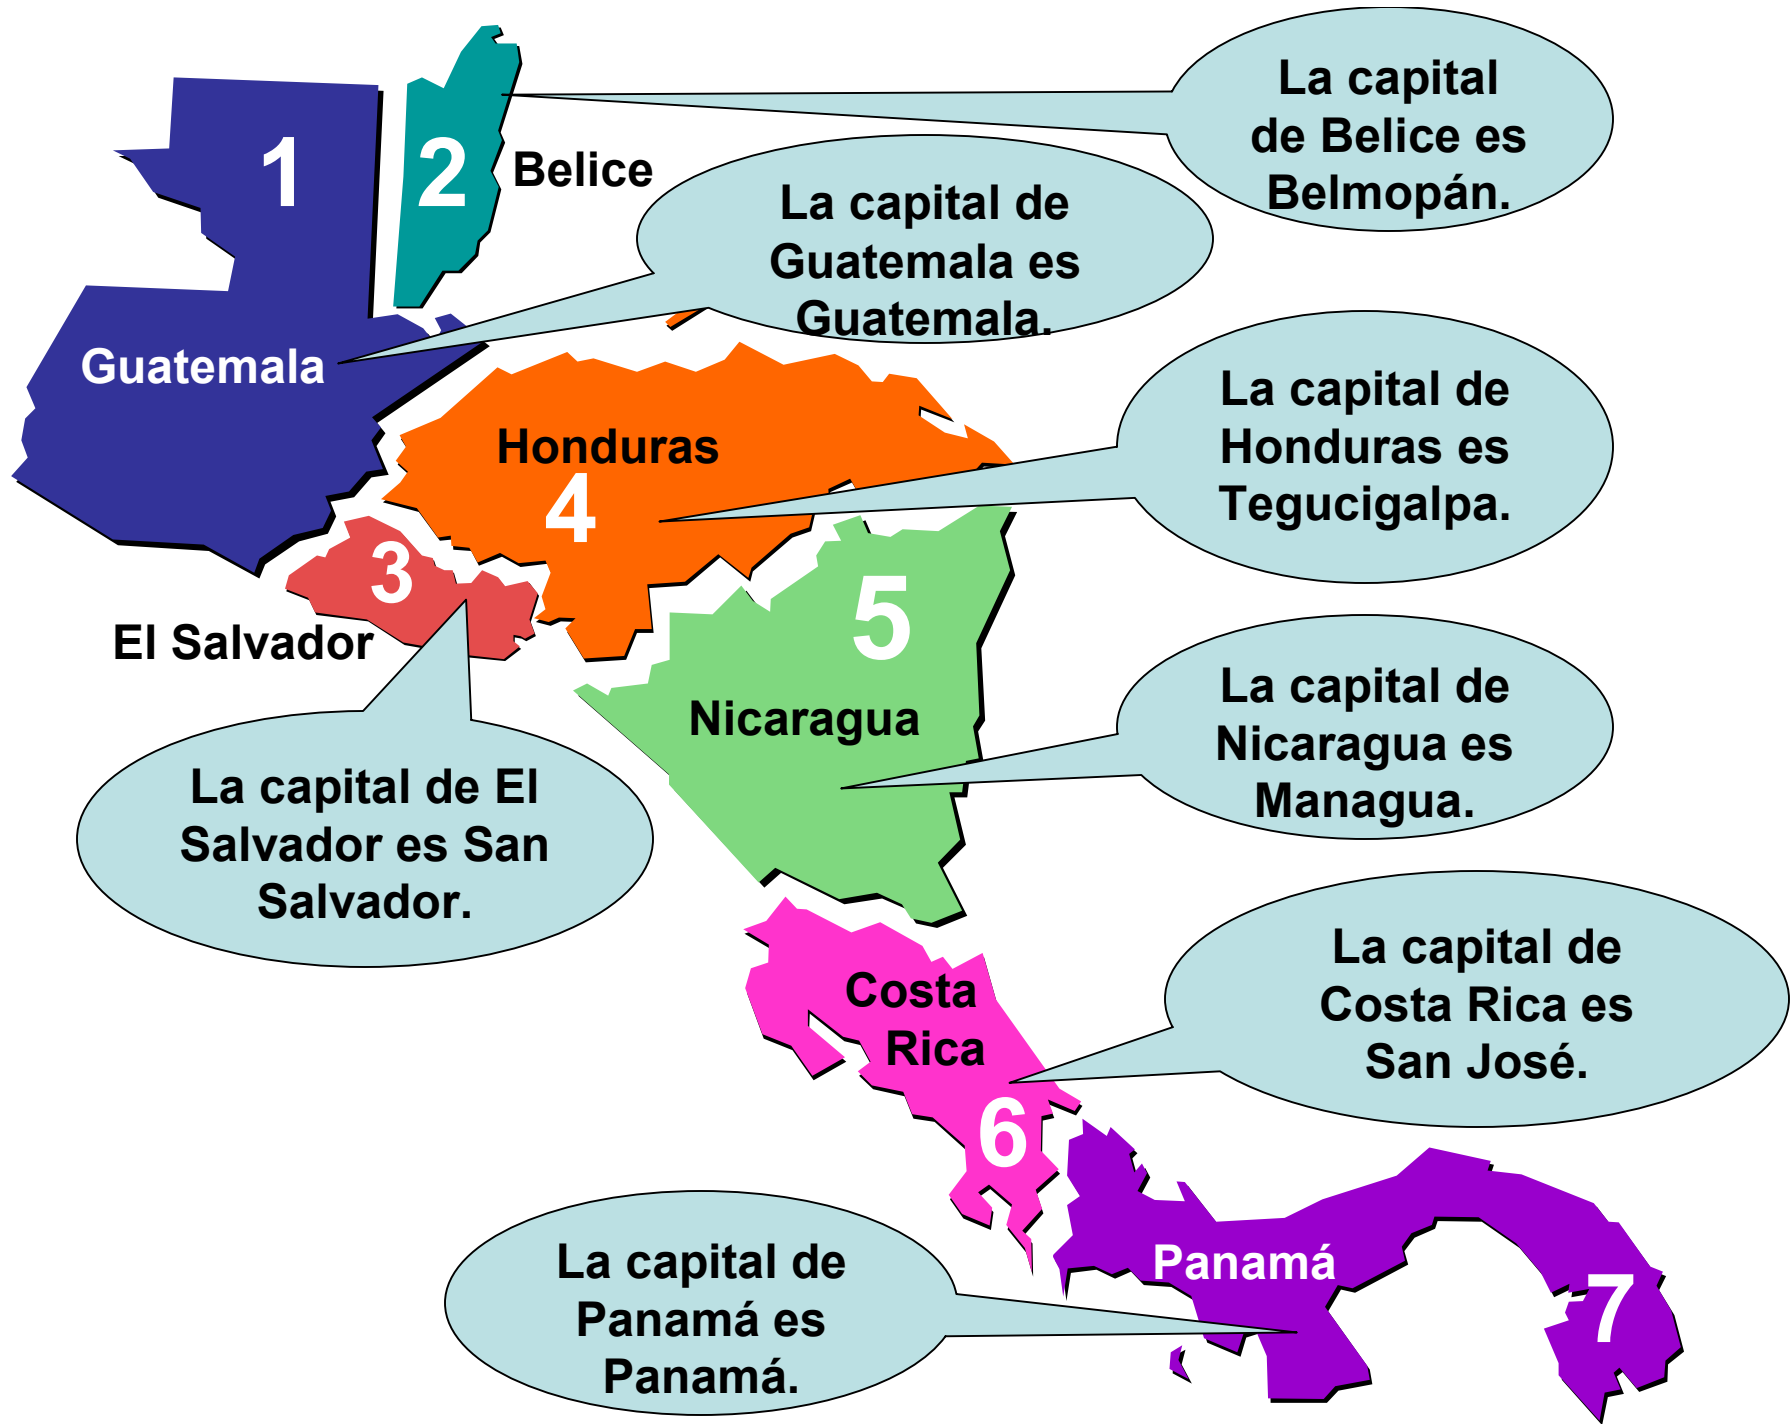 La capital
de Belice es
Belmopán.
1
2
Belice
La capital de
Guatemala es
Guatemala.
Guatemala
La capital de
Honduras es
Tegucigalpa.
Honduras
4
3
El Salvador
5
Nicaragua
La capital de
Nicaragua es
Managua.
La capital de El
Salvador es San
Salvador.
Costa
Rica
6
La capital de
Costa Rica es
San José.
La capital de
Panamá es
Panamá.
Panamá
7